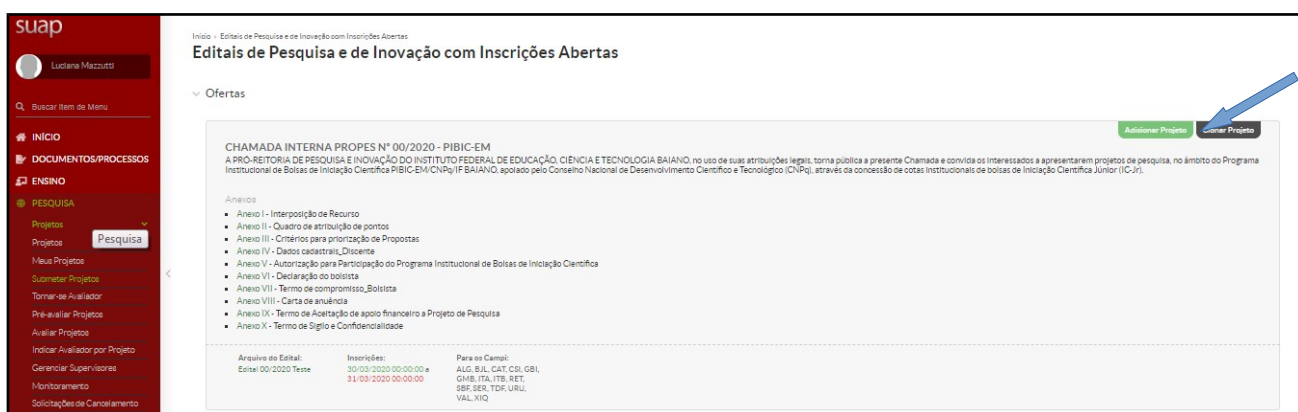 suap
Luciana Mazzutti
Buscar Item de Menu
INÍCIO
DOCUMENTOS/PROCESSOS
ENSINO
PESQUISA
Projetos
Projetos
Pesquisa
Meus Projetos
Submeter Projetos
Tornar-se Avaliador
Pré-avaliar Projetos
Avaliar Projetos
Indicar Avaliador por Projeto
Gerenciar Supervisores
Monitoramento
Solicitações de Cancelamento
Início › Editais de Pesquisa e de Inovação com Inscrições Abertas
Editais de Pesquisa e de Inovação com Inscrições Abertas
Ofertas
Adicionar Projeto
Clonar Projeto
CHAMADA INTERNA PROPES Nº 00/2020 - PIBIC-EM
A PRÓ-REITORIA DE PESQUISA E INOVAÇÃO DO INSTITUTO FEDERAL DE EDUCAÇÃO, CIÊNCIA E TECNOLOGIA BAIANO, no uso de suas atribuições legais, torna pública a presente Chamada e convida os interessados a apresentarem projetos de pesquisa, no âmbito do Programa
Institucional de Bolsas de Iniciação Científica PIBIC-EM/CNPq/IF BAIANO, apoiado pelo Conselho Nacional de Desenvolvimento Científico e Tecnológico (CNPq), através da concessão de cotas institucionais de bolsas de Iniciação Científica Júnior (IC-Jr).
Anexos
Anexo I - Interposição de Recurso
Anexo II - Quadro de atribuição de pontos
Anexo III - Critérios para priorização de Propostas
Anexo IV - Dados cadastrais_Discente
Anexo V - Autorização para Participação do Programa Institucional de Bolsas de Iniciação Científica
Anexo VI - Declaração do bolsista
Anexo VII - Termo de compromisso_Bolsista
Anexo VIII - Carta de anuência
Anexo IX - Termo de Aceitação de apoio financeiro a Projeto de Pesquisa
Anexo X - Termo de Sigilo e Confidencialidade
Arquivo do Edital:
Edital 00/2020 Teste
Inscrições:
30/03/2020 00:00:00 a
31/03/2020 00:00:00
Para os Campi:
ALG, BJL, CAT, CSI, GBI,
GMB, ITA, ITB, RET,
SBF, SER, TDF, URU,
VAL, XIQ